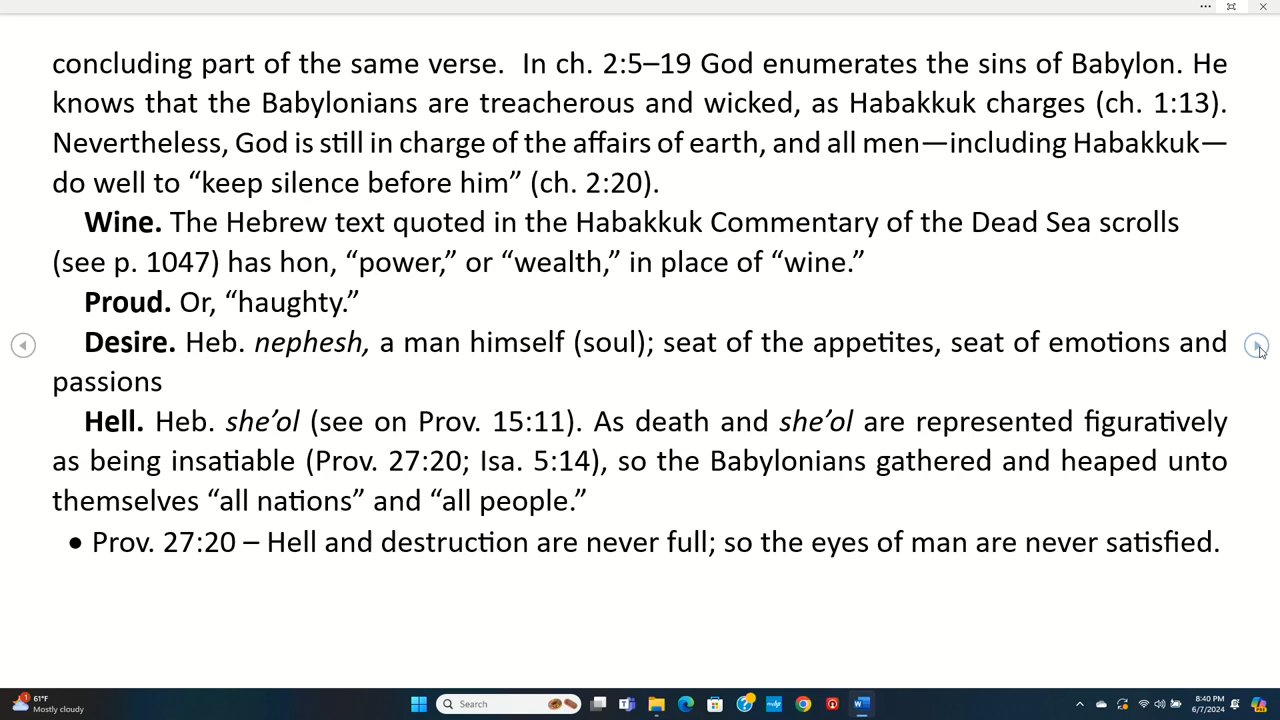 concluding part of the same verse.  In ch. 2:5–19 God enumerates the sins of Babylon. He
knows that the Babylonians are treacherous and wicked, as Habakkuk charges (ch. 1:13).
Nevertheless, God is still in charge of the affairs of earth, and all men—including Habakkuk—
do well to “keep silence before him” (ch. 2:20).
Wine. The Hebrew text quoted in the Habakkuk Commentary of the Dead Sea scrolls
(see p. 1047) has hon, “power,” or “wealth,” in place of “wine.”
Proud. Or, “haughty.”
Desire. Heb. nephesh, a man himself (soul); seat of the appetites, seat of emotions and
passions
Hell. Heb. she’ol (see on Prov. 15:11). As death and she’ol are represented figuratively
as being insatiable (Prov. 27:20; Isa. 5:14), so the Babylonians gathered and heaped unto
themselves “all nations” and “all people.”
● Prov. 27:20 – Hell and destruction are never full; so the eyes of man are never satisfied.
1
61°F
Mostly cloudy
Search
8:40 PM
6/7/2024